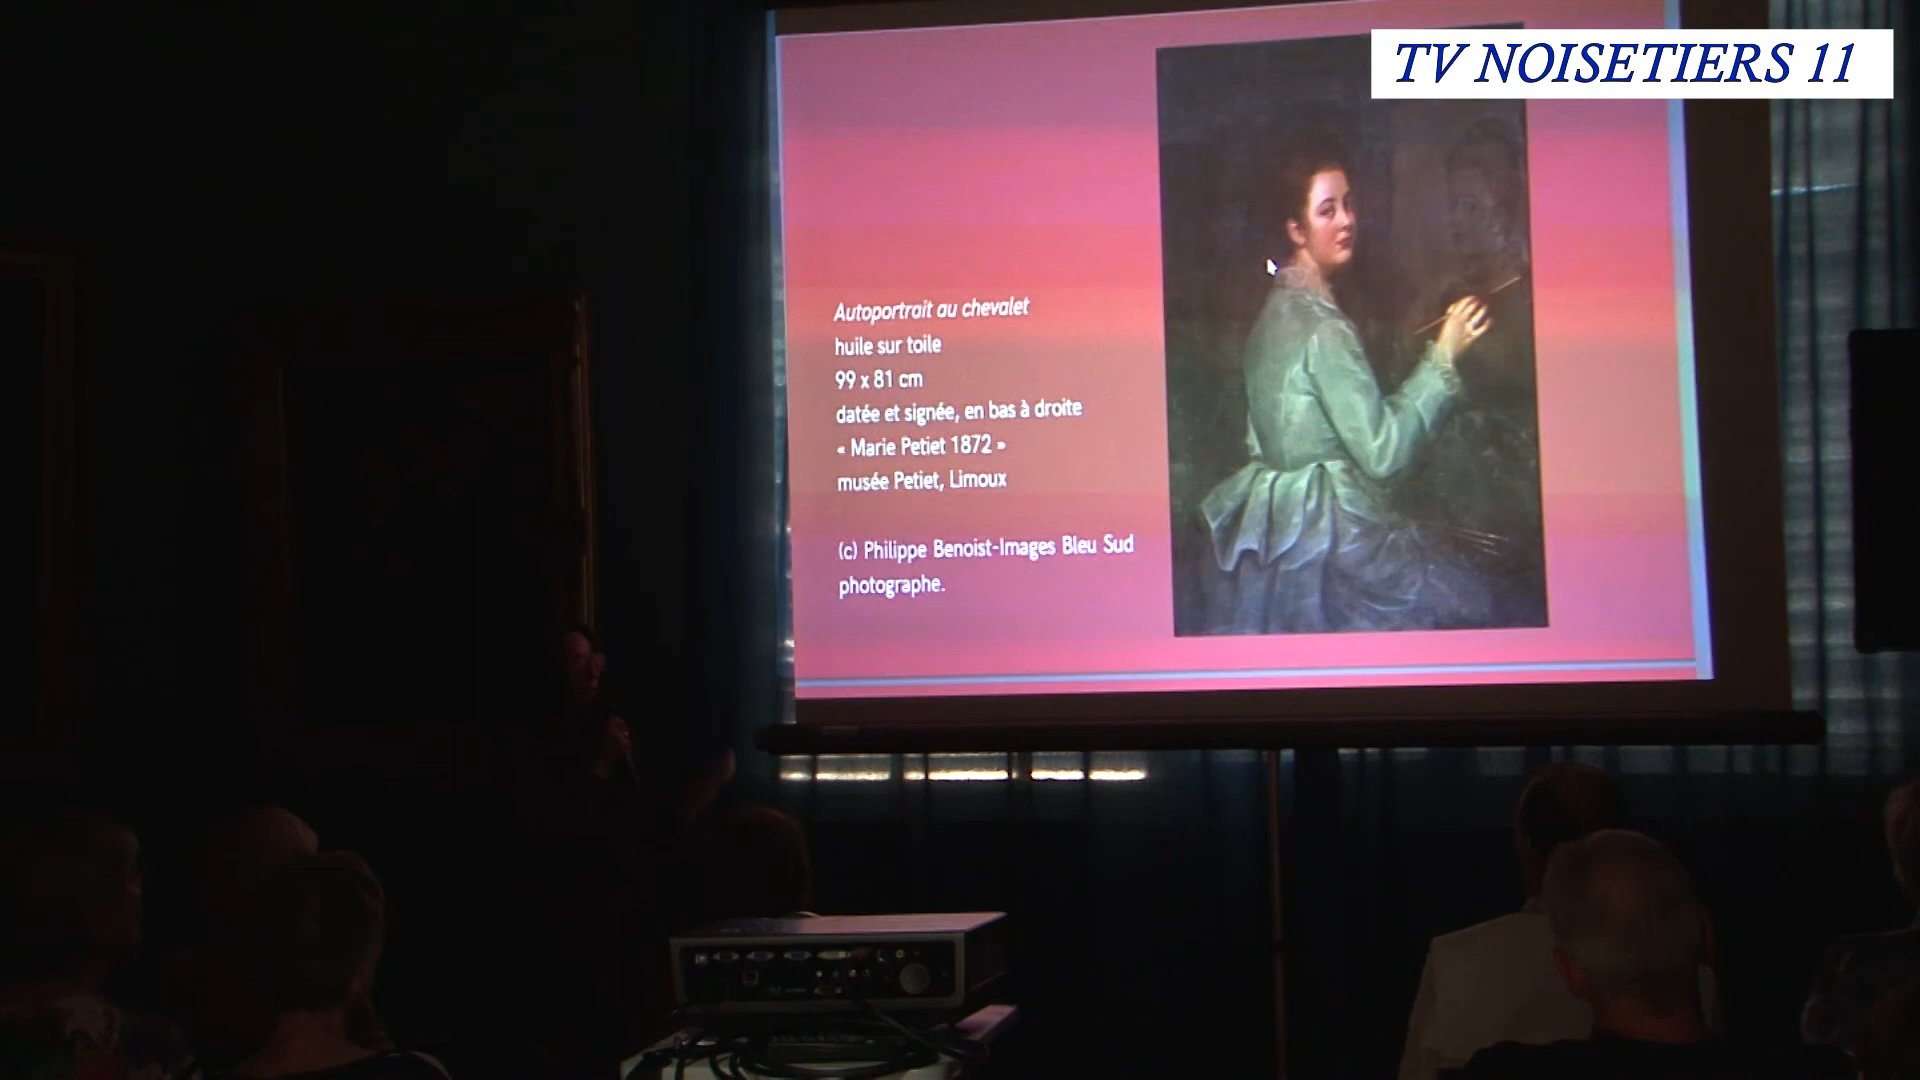 TV NOISETIERS 11
Autoportrait au chevalet
huile sur toile
99 x 81 cm
datée et signée, en bas à droite
« Marie Petiet 1872 »
musée Petiet, Limoux
(c) Philippe Benoist-Images Bleu Sud
photographe.